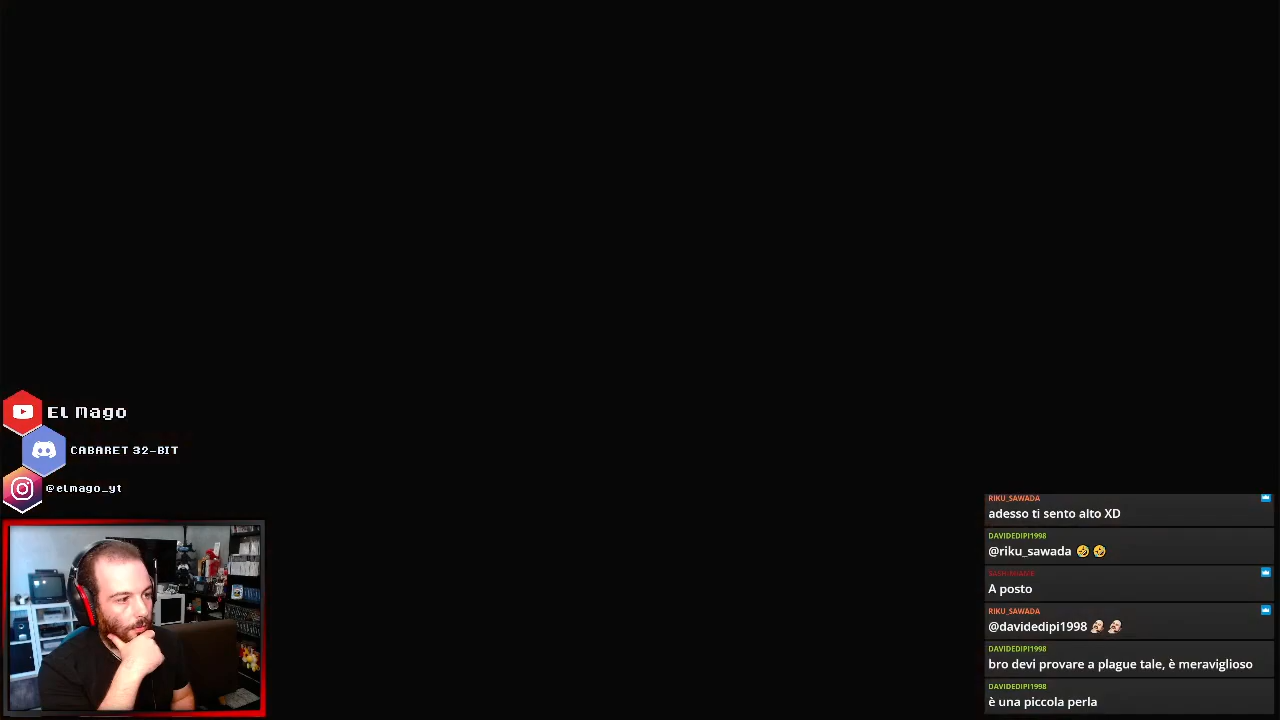 El Mago
CABARET 32-BIT
@elmago_yt
RIKU_SAWADA
adesso ti sento alto XD
DAVIDEDIPI1998
@riku_sawada 🤣 🤣
A posto
RIKU_SAWADA
@davidedipi1998
DAVIDEDIPI1998
bro devi provare a plague tale, è meraviglioso
DAVIDEDIPI1998
è una piccola perla